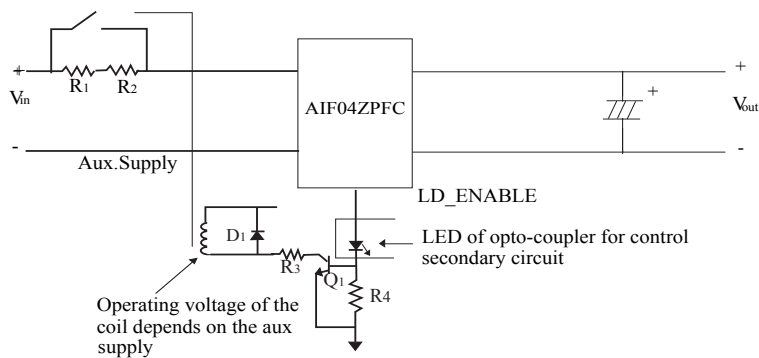 +
R1
R2
Vin
-
Aux.Supply
AIF04ZPFC
+
+
Vout
-
LD_ENABLE
D1
R3
Q1
R4
LED of opto-coupler for control
secondary circuit
Operating voltage of the
coil depends on the aux
supply